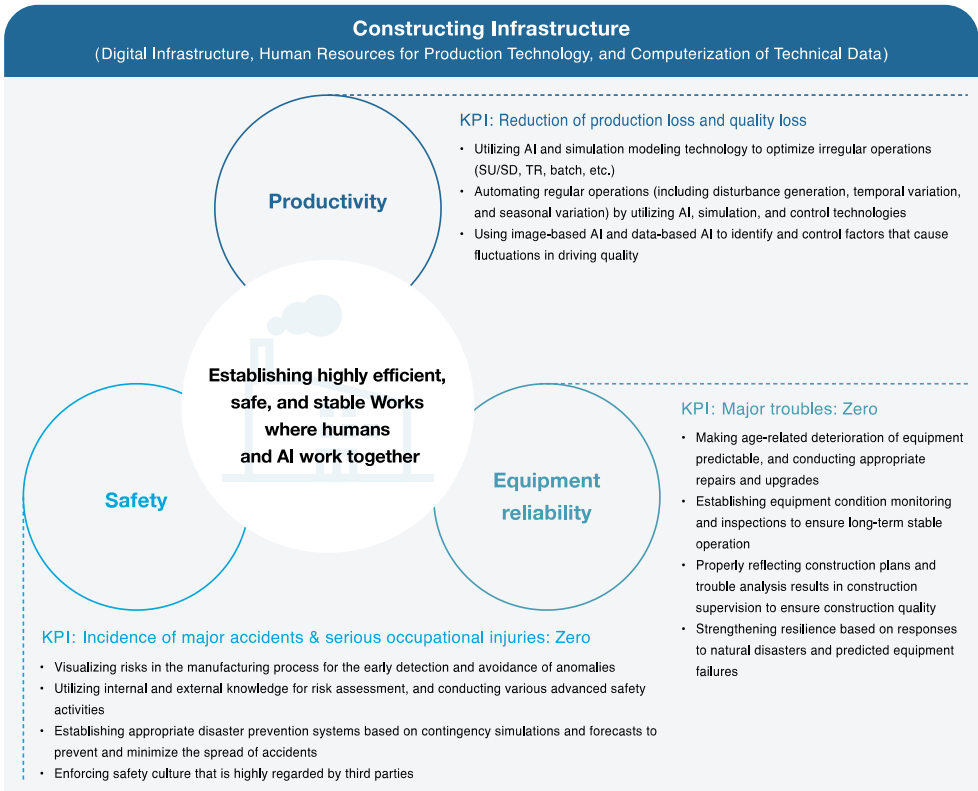 Constructing Infrastructure
(Digital Infrastructure, Human Resources for Production Technology, and Computerization of Technical Data)
KPI: Reduction of production loss and quality loss
• Utilizing AI and simulation modeling technology to optimize irregular operations
(SU/SD, TR, batch, etc.)
• Automating regular operations (including disturbance generation, temporal variation,
and seasonal variation) by utilizing AI, simulation, and control technologies
• Using image-based AI and data-based AI to identify and control factors that cause
fluctuations in driving quality
Productivity
Establishing highly efficient,
safe, and stable Works
where humans
and AI work together
Safety
Equipment
reliability
KPI: Major troubles: Zero
• Making age-related deterioration of equipment
predictable, and conducting appropriate
repairs and upgrades
• Establishing equipment condition monitoring
and inspections to ensure long-term stable
operation
• Properly reflecting construction plans and
trouble analysis results in construction
supervision to ensure construction quality
• Strengthening resilience based on responses
to natural disasters and predicted equipment
failures
KPI: Incidence of major accidents & serious occupational injuries: Zero
• Visualizing risks in the manufacturing process for the early detection and avoidance of anomalies
• Utilizing internal and external knowledge for risk assessment, and conducting various advanced safety
activities
• Establishing appropriate disaster prevention systems based on contingency simulations and forecasts to
prevent and minimize the spread of accidents
• Enforcing safety culture that is highly regarded by third parties